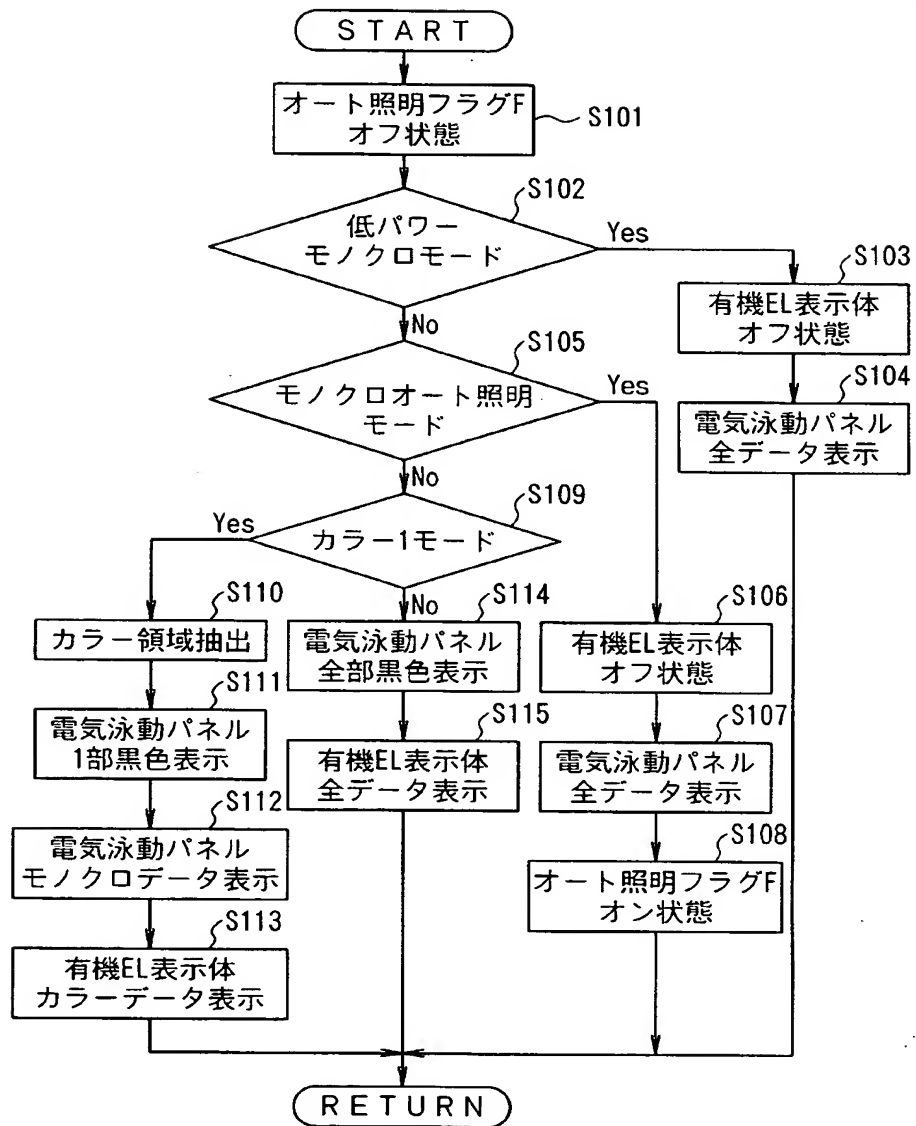 START
オート照明フラグF
オフ状態
S101
S102
低パワー
モノクロモード
Yes
No
S103
有機EL表示体
オフ状態
S104
電気泳動パネル
全データ表示
S105
モノクロオート照明
モード
Yes
No
S109
カラー1モード
Yes
No
S110
カラー領域抽出
S111
電気泳動パネル
1部黒色表示
S112
電気泳動パネル
モノクロデータ表示
S113
有機EL表示体
カラーデータ表示
S114
電気泳動パネル
全部黒色表示
S115
有機EL表示体
全データ表示
S106
有機EL表示体
オフ状態
S107
電気泳動パネル
全データ表示
S108
オート照明フラグF
オン状態
RETURN